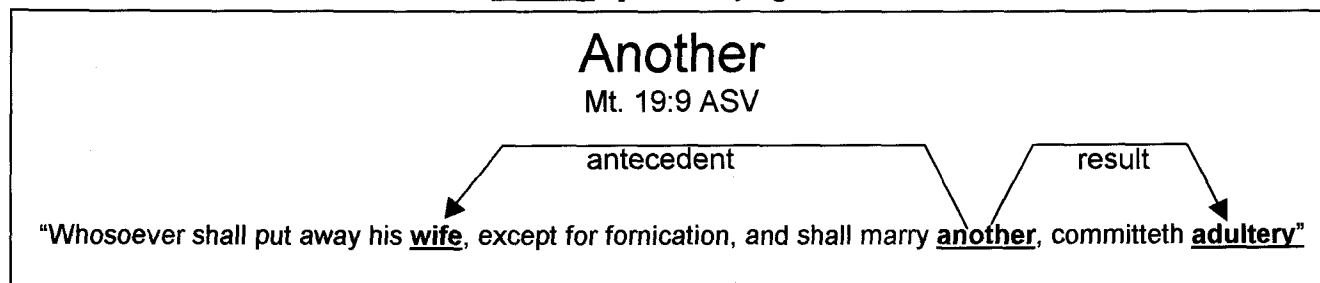 Another
Mt. 19:9 ASV
antecedent result
“Whosoever shall put away his wife, except for fornication, and shall marry another, committeth adultery”